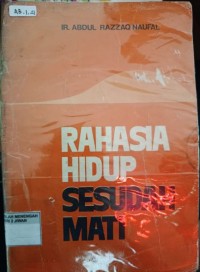 IR. ABDUL RAZZAQ NAUFAL
RAHASIA
HIDUP
SESUDAH
MATI